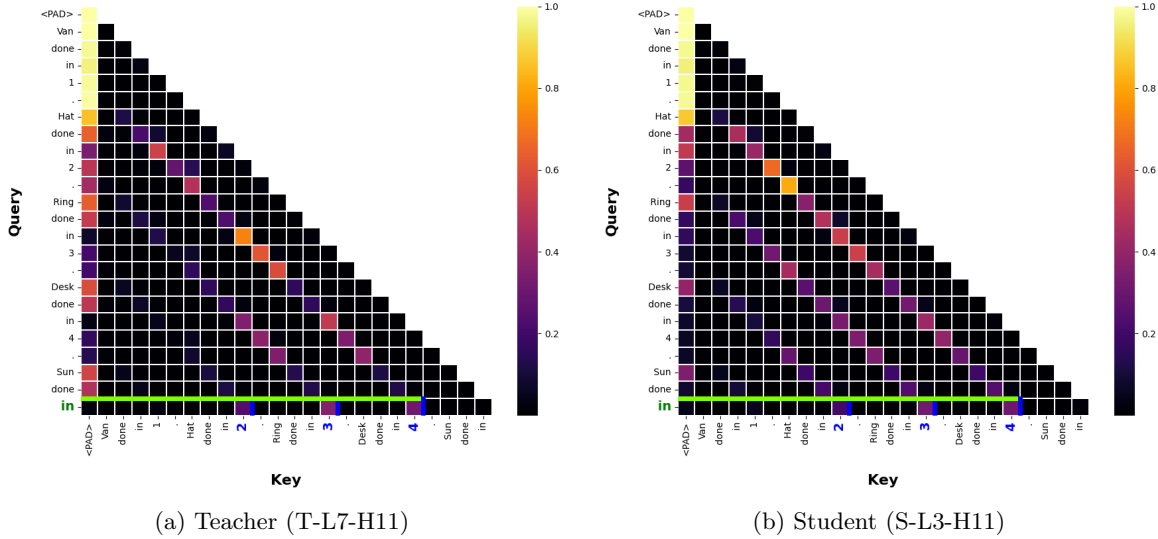 <PAD>
Van
done
in
1
.
Hat
done
in
2
.
Ring
done
in
3
.
Desk
done
in
4
.
Sun
done
in
Query
<PAD> Van done in 1 . Hat done in 2 . Ring done in 3 . Desk done in 4 . Sun done in
Key
1.0
0.8
0.6
0.4
0.2
(a) Teacher (T-L7-H11)
<PAD>
Van
done
in
1
.
Hat
done
in
2
.
Ring
done
in
3
.
Desk
done
in
4
.
Sun
done
in
Query
<PAD> Van done in 1 . Hat done in 2 . Ring done in 3 . Desk done in 4 . Sun done in
Key
1.0
0.8
0.6
0.4
0.2
(b) Student (S-L3-H11)